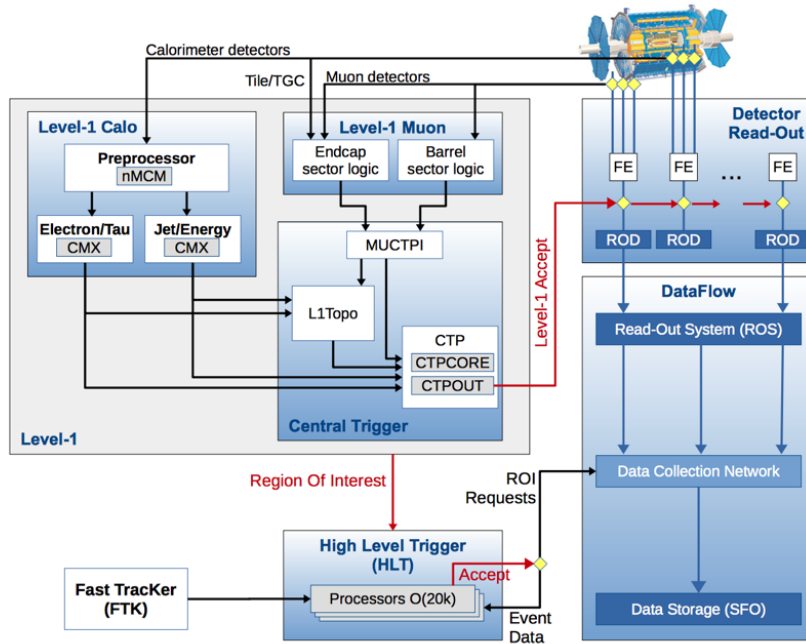 Calorimeter detectors
Tile/TGC
Muon detectors
Level-1 Calo
Preprocessor
nMCM
Electron/Tau
CMX
Jet/Energy
CMX
Level-1 Muon
Endcap
sector logic
Barrel
sector logic
MUCTPI
L1Topo
CTP
CTPCORE
CTPOUT
Central Trigger
Level-1
Level-1 Accept
Detector
Read-Out
FE
FE
...
FE
ROD
ROD
ROD
DataFlow
Read-Out System (ROS)
Data Collection Network
Data Storage (SFO)
Region Of Interest
ROI
Requests
High Level Trigger
(HLT)
Accept
Processors O(20k)
Event
Data
Fast TracKer
(FTK)